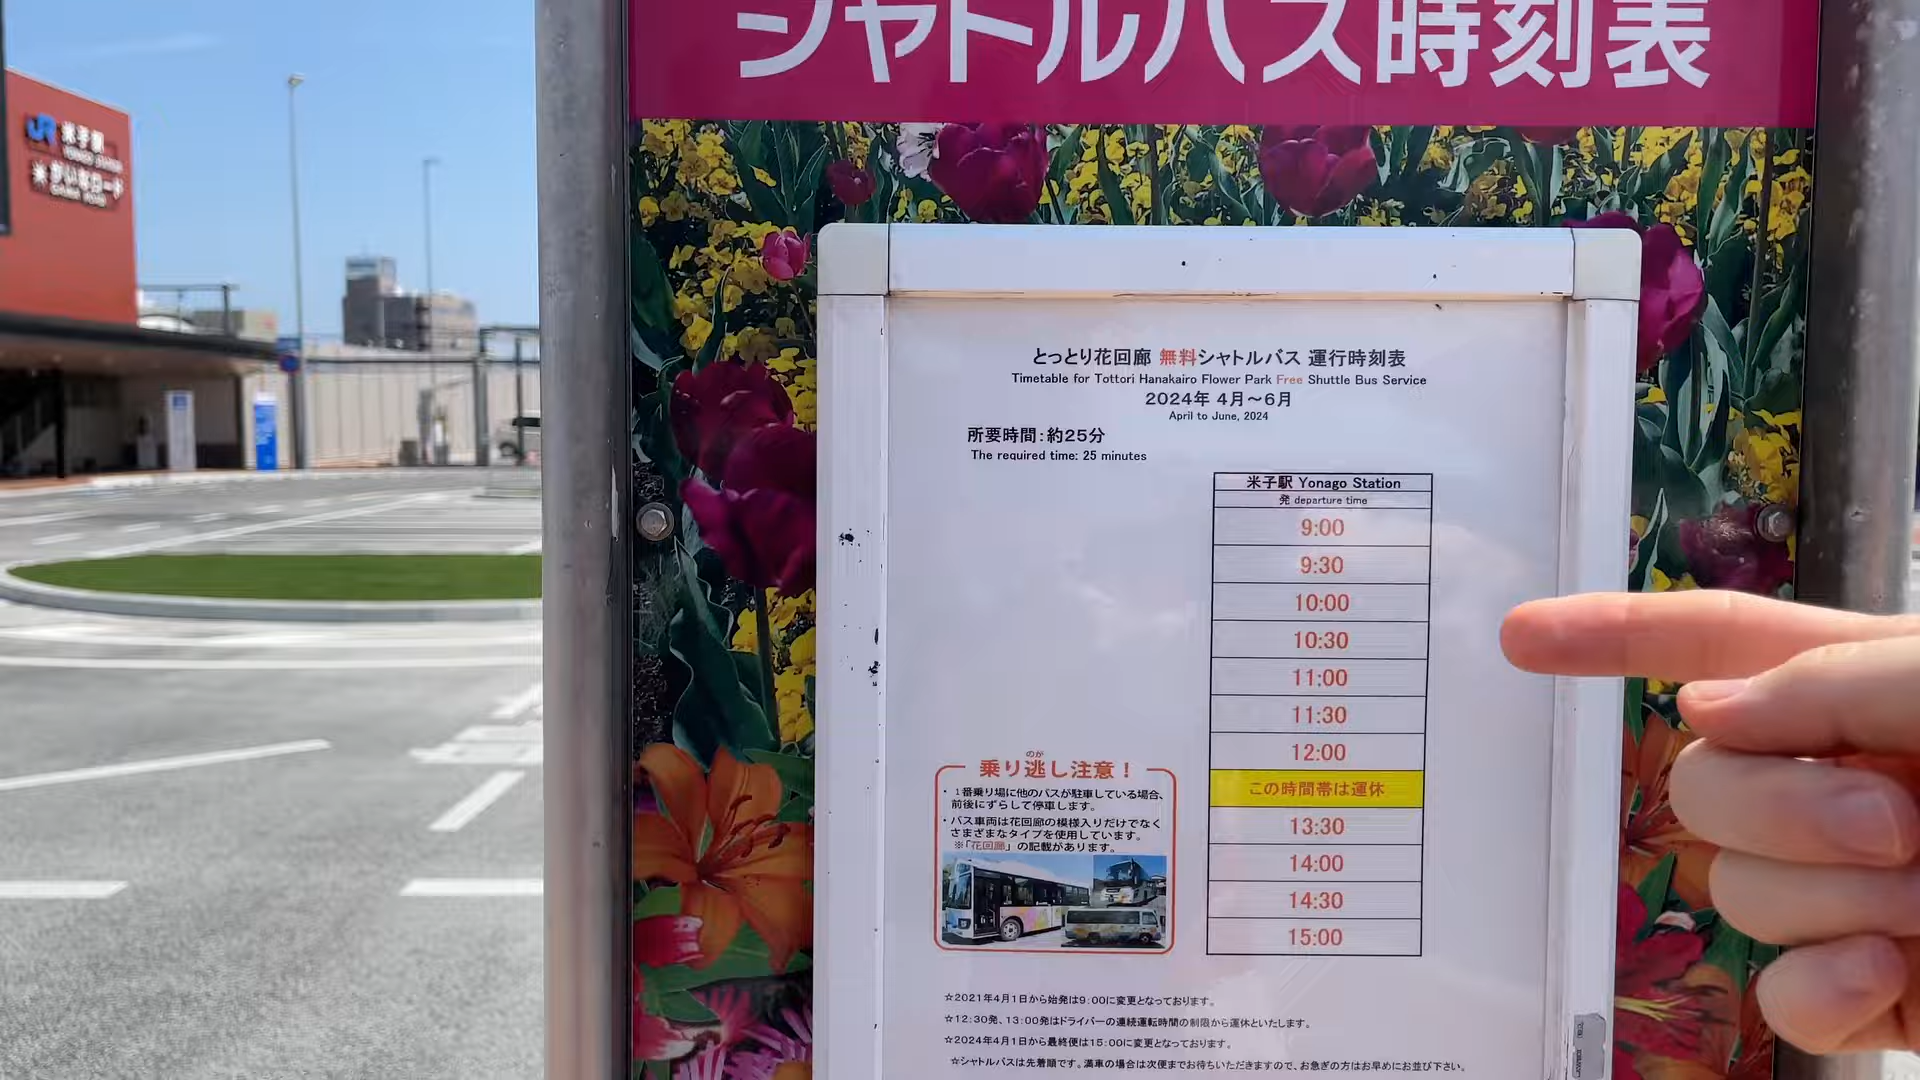 シャトルバス時刻表
JR 米子駅
YONAGO STATION
がいなロード
GAINA ROAD
とっとり花回廊 無料シャトルバス 運行時刻表
Timetable for Tottori Hanakairo Flower Park Free Shuttle Bus Service
2024年 4月～6月
April to June, 2024
所要時間：約25分
The required time: 25 minutes
米子駅 Yonago Station
発 departure time
9:00
9:30
10:00
10:30
11:00
11:30
12:00
この時間帯は運休
13:30
14:00
14:30
15:00
のが
乗り逃し注意！
・1番乗り場に他のバスが駐車している場合、
前後にずらして停車します。
・バス車両は花回廊の模様入りだけでなく
さまざまなタイプを使用しています。
※「花回廊」の記載があります。
☆2021年4月1日から始発は9:00に変更となっております。
☆12:30発、13:00発はドライバーの連続運転時間の制限から運休といたします。
☆2024年4月1日から最終便は15:00に変更となっております。
☆シャトルバスは先着順です。満車の場合は次便までお待ちいただきますので、お急ぎの方はお早めにお並び下さい。